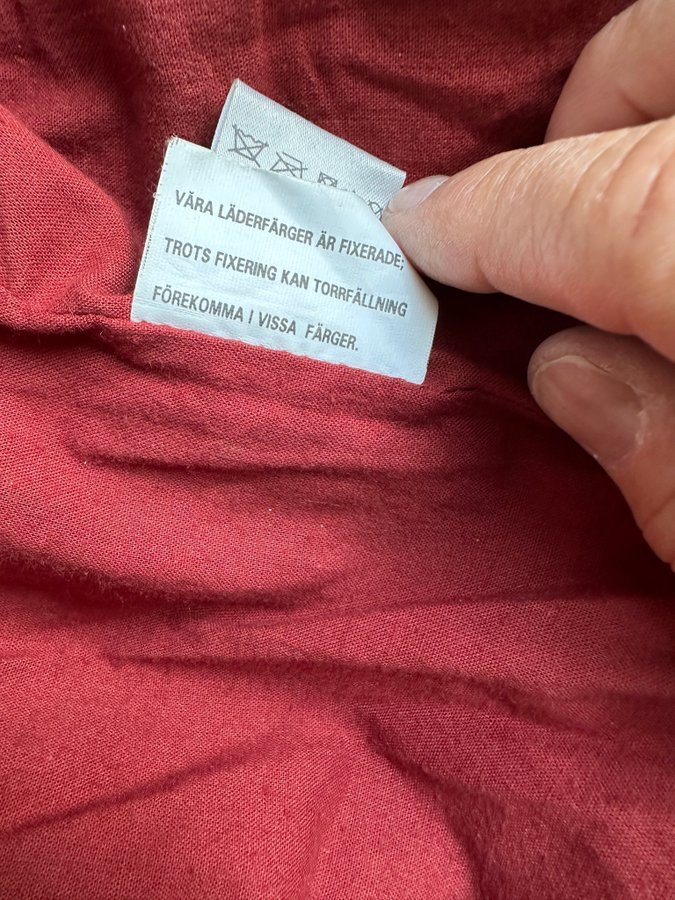 VÅRA LÄDERFÄRGER ÄR FIXERADE;
TROTS FIXERING KAN TORRFÄLLNING
FÖREKOMMA I VISSA FÄRGER.